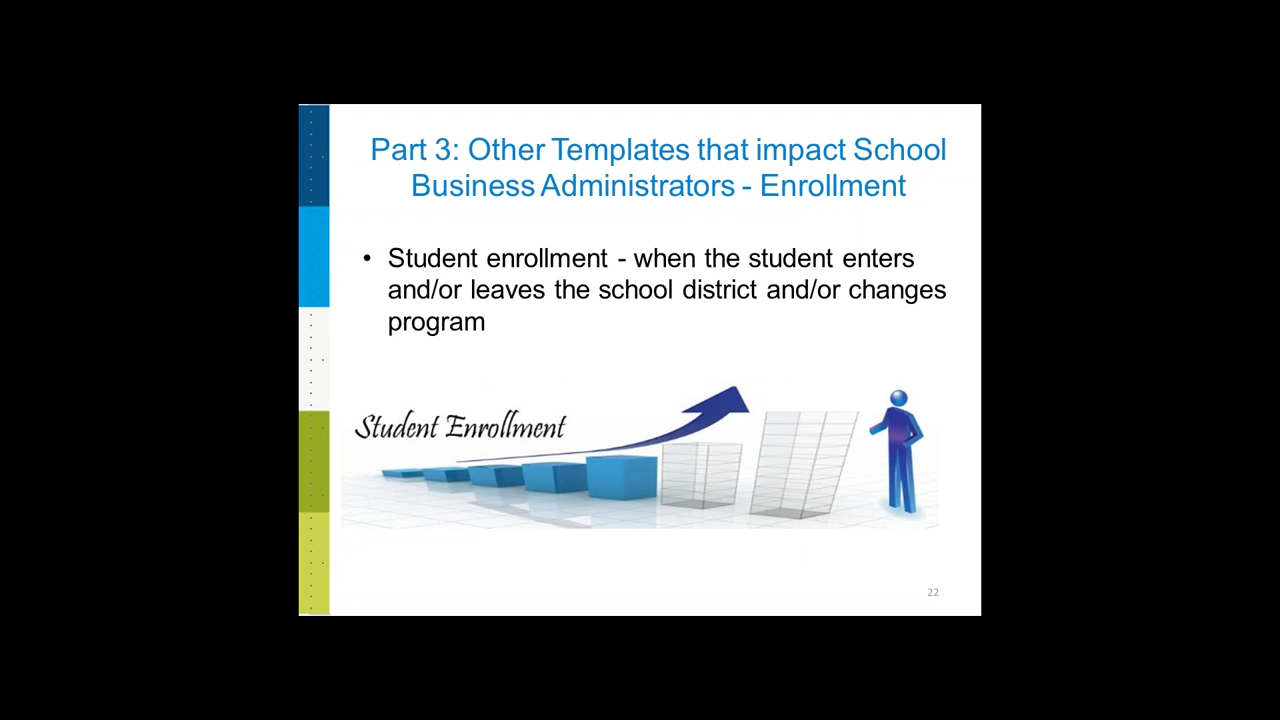 Part 3: Other Templates that impact School
Business Administrators - Enrollment
• Student enrollment - when the student enters
and/or leaves the school district and/or changes
program
Student Enrollment
22